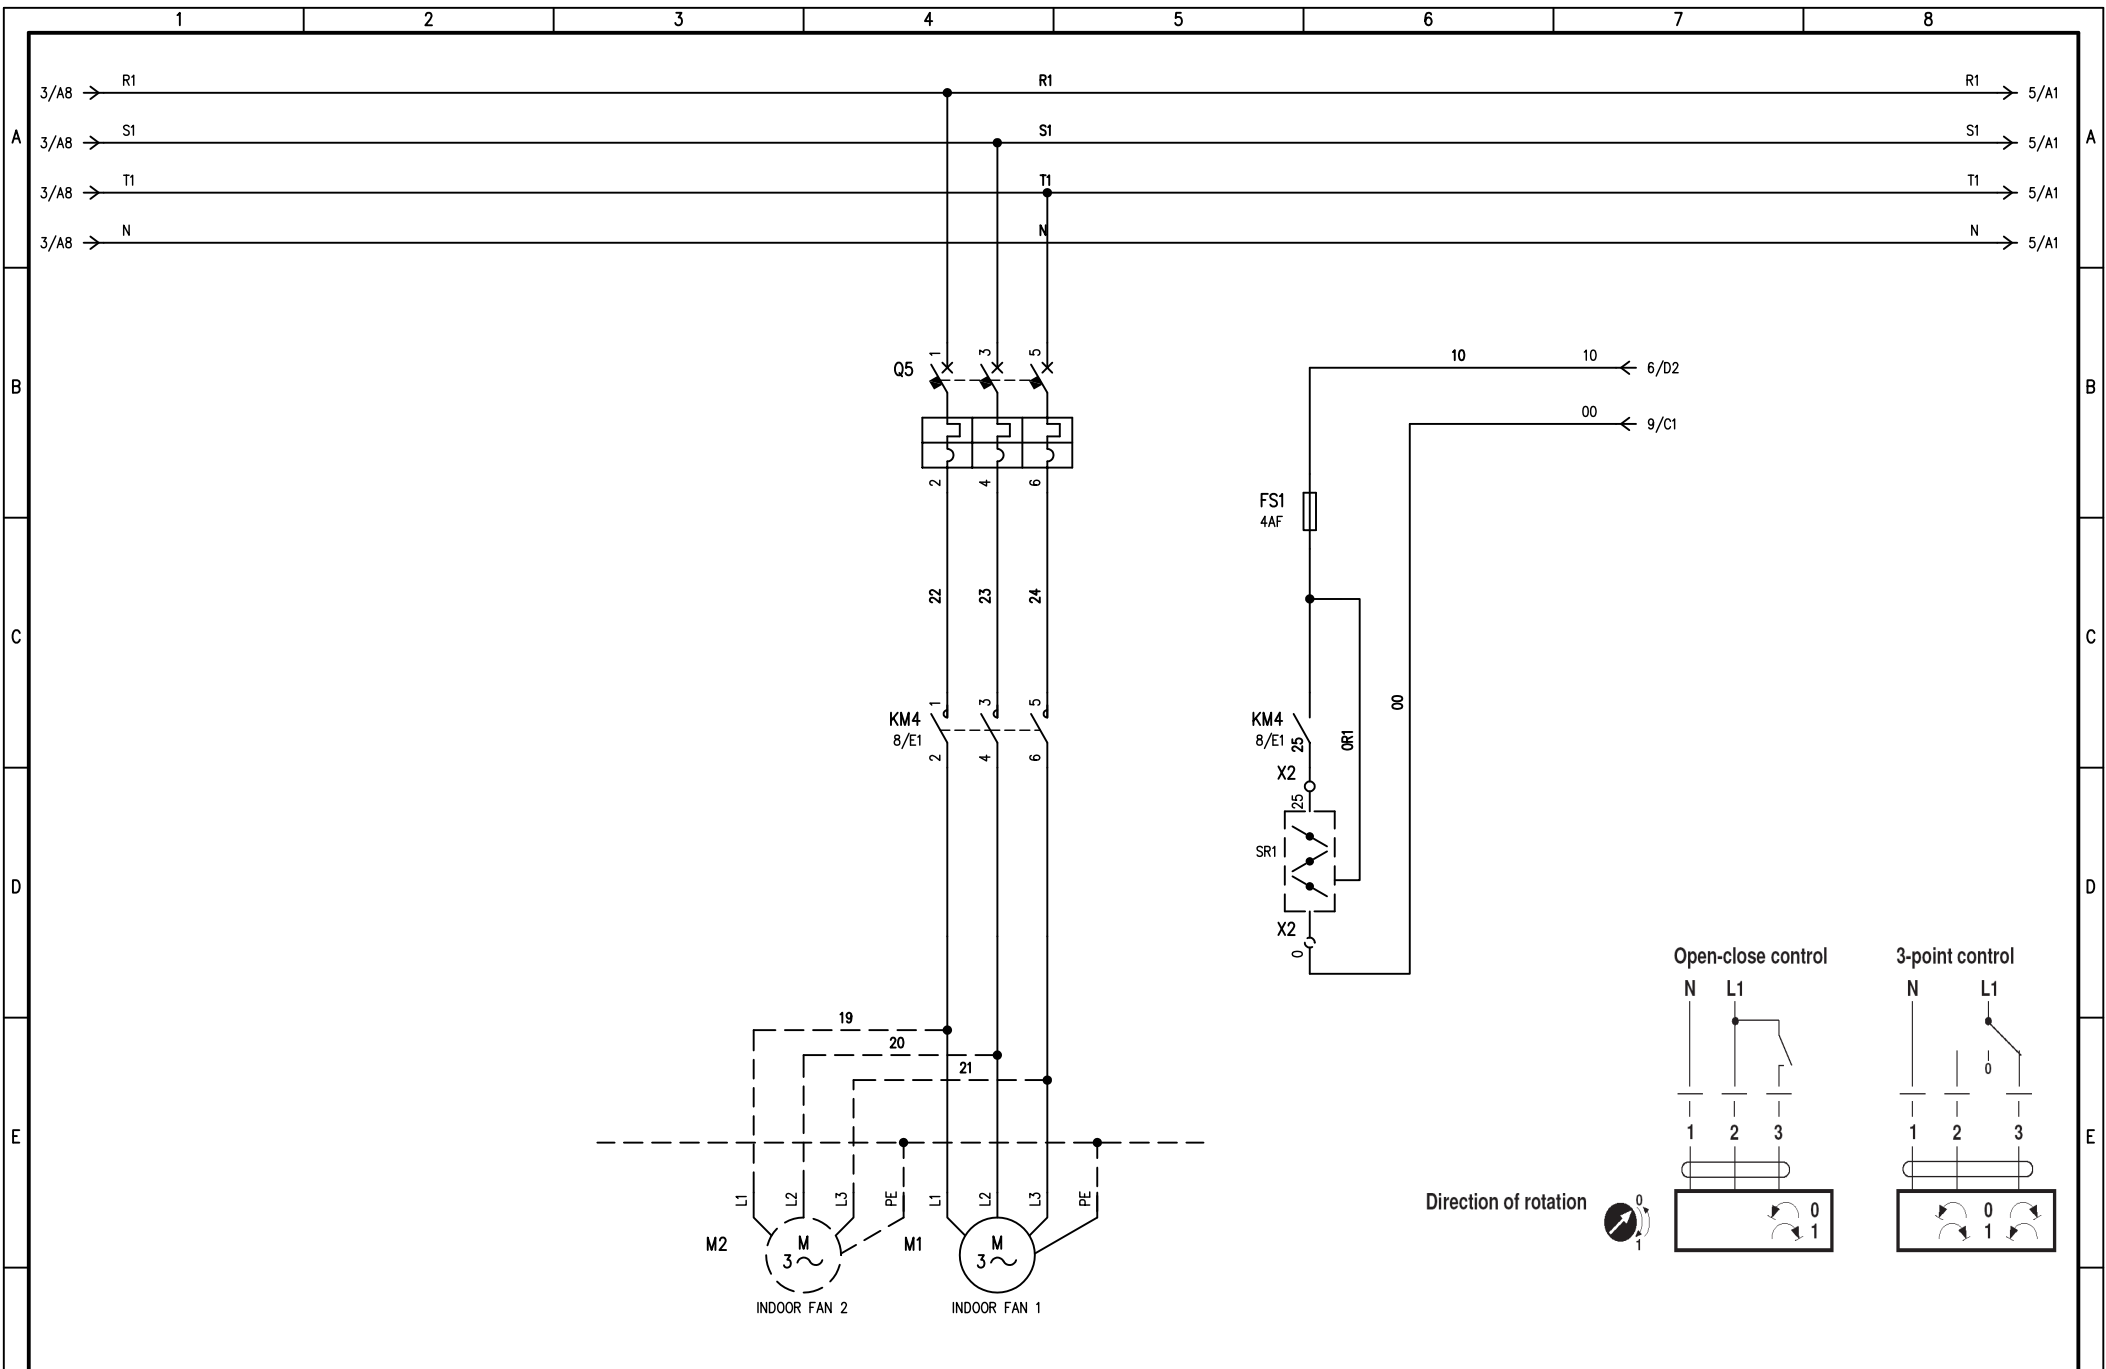 1 2 3 4 5 6 7 8
R1 R1 R1
3/A8 5/A1
A A
S1 S1 S1
3/A8 5/A1
T1 T1 T1
3/A8 5/A1
N N N
3/A8 5/A1
B B
Q5 1 3 5
2 4 6
10 10 6/D2
00 9/C1
FS1
4AF
C C
22 23 24
KM4 1 3 5
8/E1
2 4 6
KM4
8/E1 25
0R1
00
X2
25
SR1
X2
0
D D
Open-close control
N L1
1 2 3
0
1
3-point control
N L1
0
1 2 3
0
1
Direction of rotation
0
1
E E
19
20
21
L1 L2 L3 PE L1 L2 L3 PE
M2 M
3
M1 M
3
INDOOR FAN 2 INDOOR FAN 1